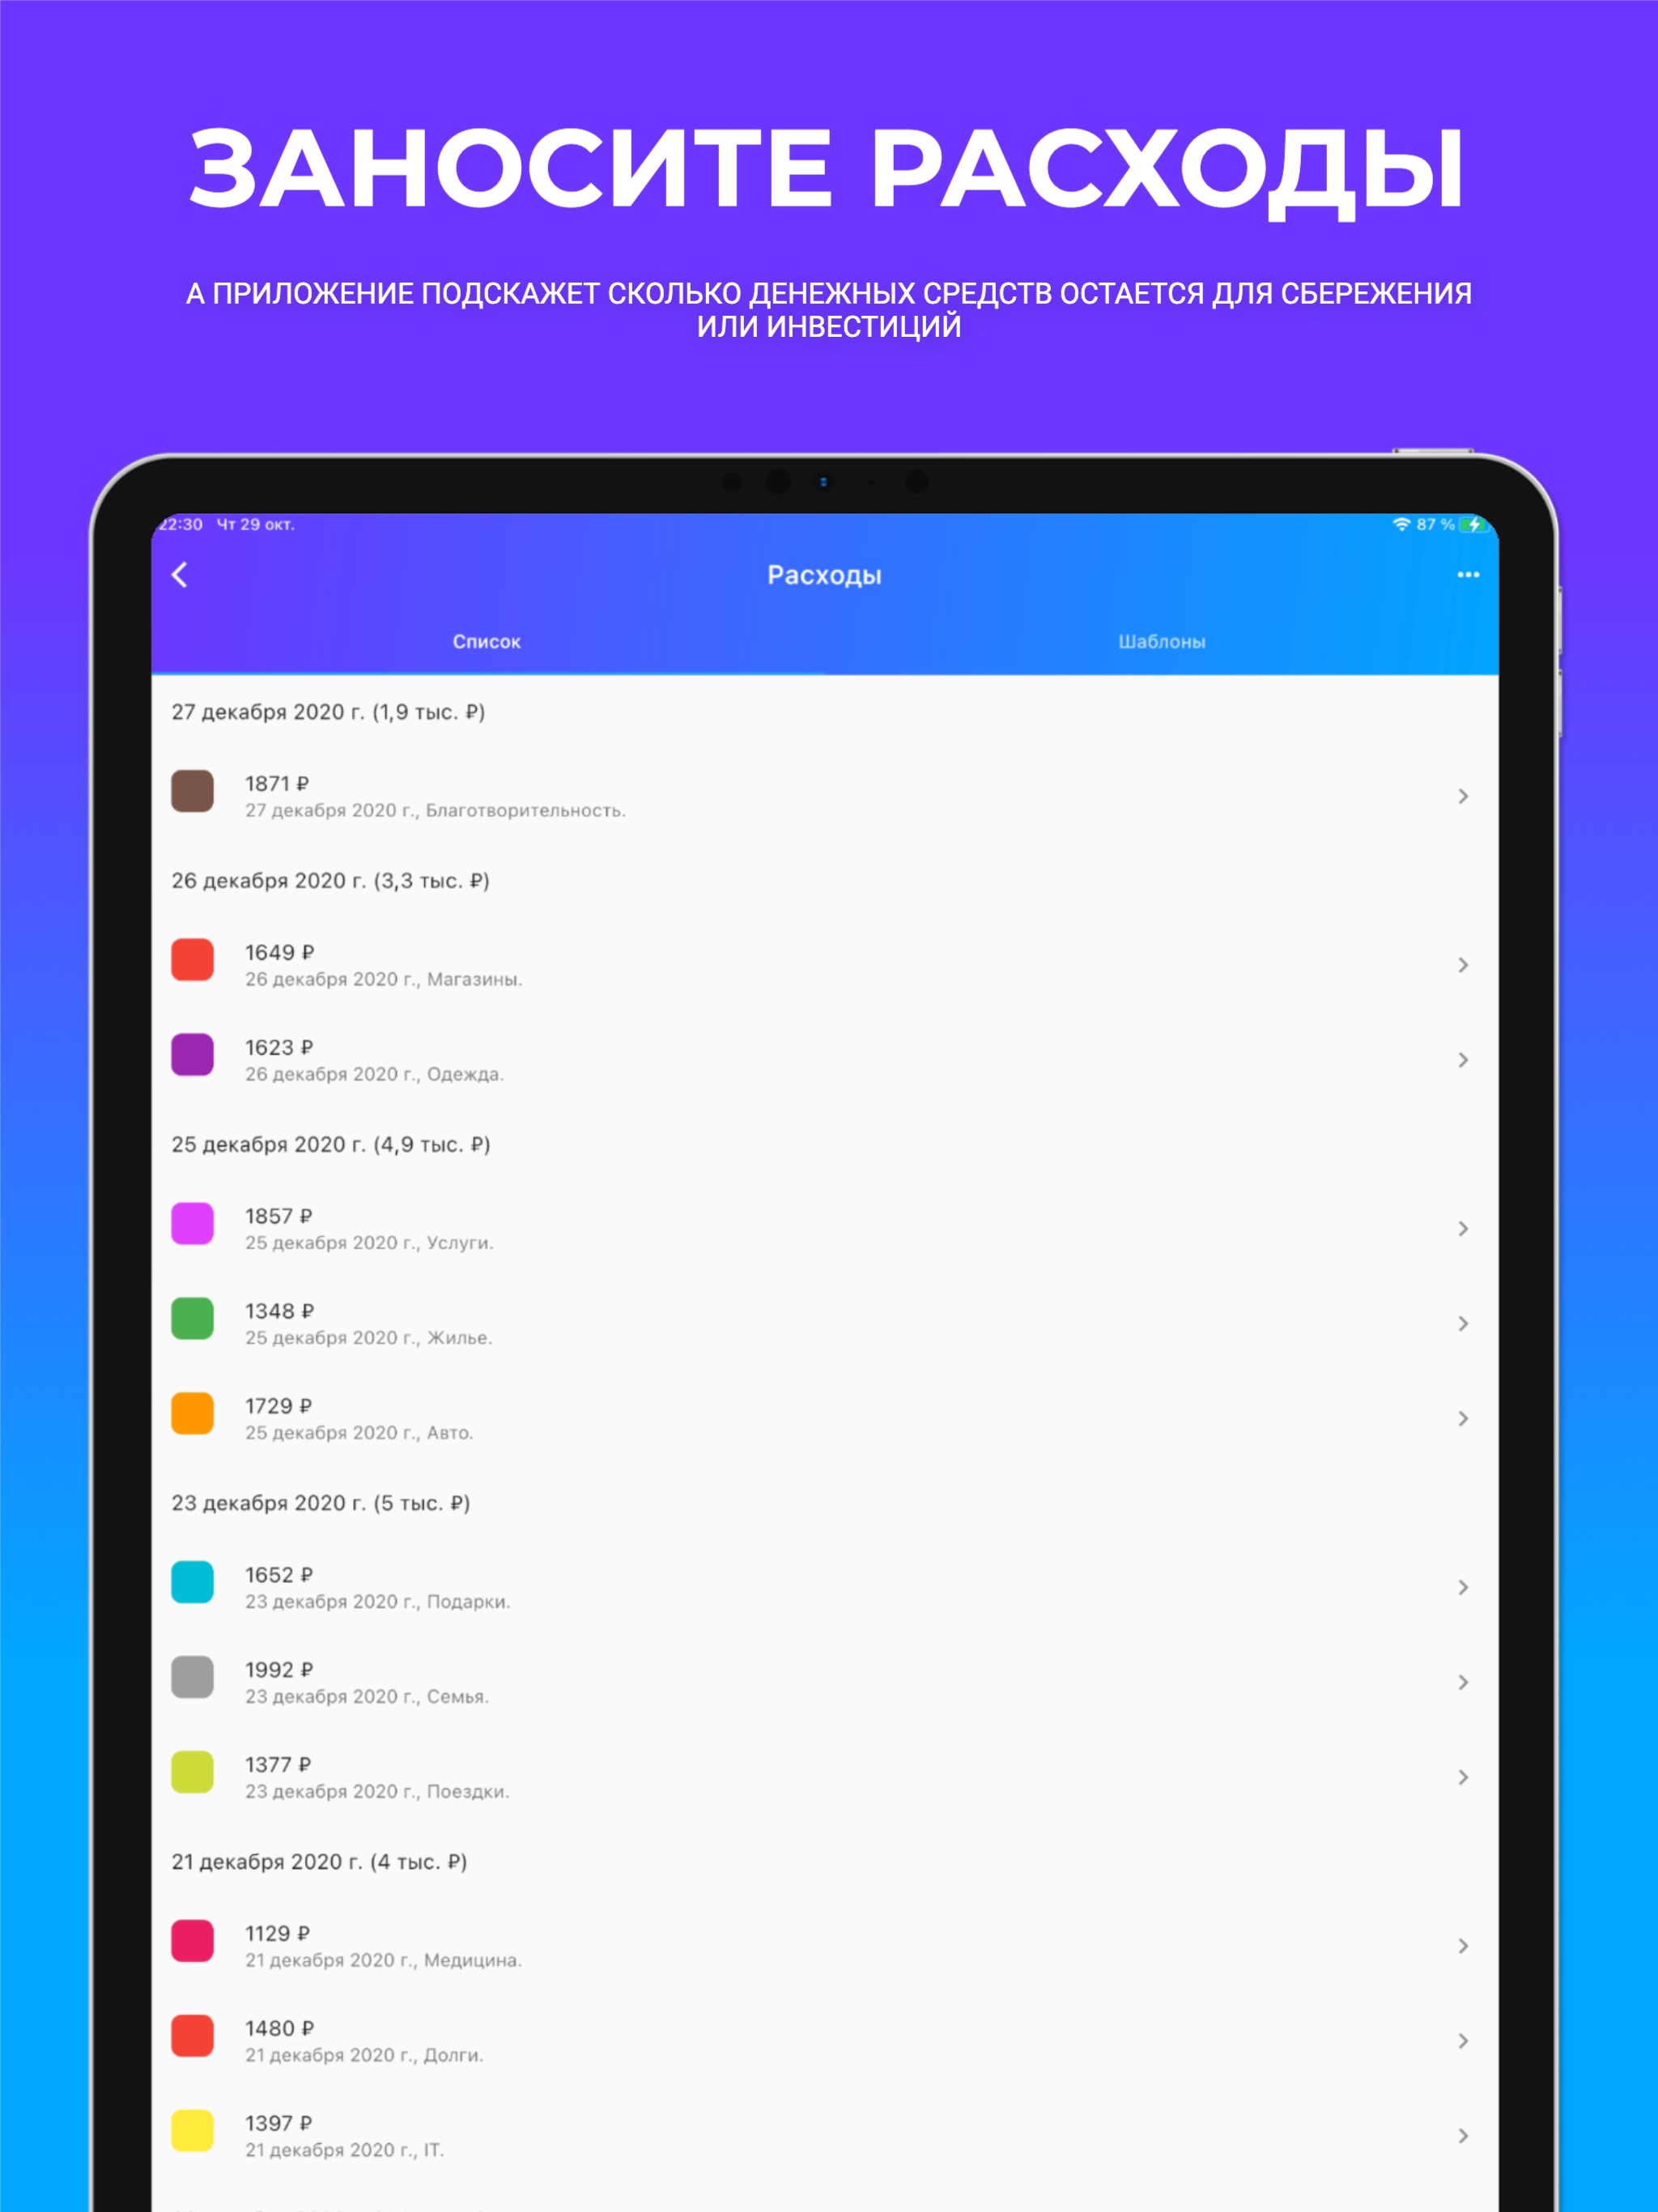 ЗАНОСИТЕ РАСХОДЫ
А ПРИЛОЖЕНИЕ ПОДСКАЖЕТ СКОЛЬКО ДЕНЕЖНЫХ СРЕДСТВ ОСТАЕТСЯ ДЛЯ СБЕРЕЖЕНИЯ
ИЛИ ИНВЕСТИЦИЙ
22:30 Чт 29 окт. 87 %
Расходы
Список Шаблоны
27 декабря 2020 г. (1,9 тыс. ₽)
1871 ₽
27 декабря 2020 г., Благотворительность.
26 декабря 2020 г. (3,3 тыс. ₽)
1649 ₽
26 декабря 2020 г., Магазины.
1623 ₽
26 декабря 2020 г., Одежда.
25 декабря 2020 г. (4,9 тыс. ₽)
1857 ₽
25 декабря 2020 г., Услуги.
1348 ₽
25 декабря 2020 г., Жилье.
1729 ₽
25 декабря 2020 г., Авто.
23 декабря 2020 г. (5 тыс. ₽)
1652 ₽
23 декабря 2020 г., Подарки.
1992 ₽
23 декабря 2020 г., Семья.
1377 ₽
23 декабря 2020 г., Поездки.
21 декабря 2020 г. (4 тыс. ₽)
1129 ₽
21 декабря 2020 г., Медицина.
1480 ₽
21 декабря 2020 г., Долги.
1397 ₽
21 декабря 2020 г., IT.